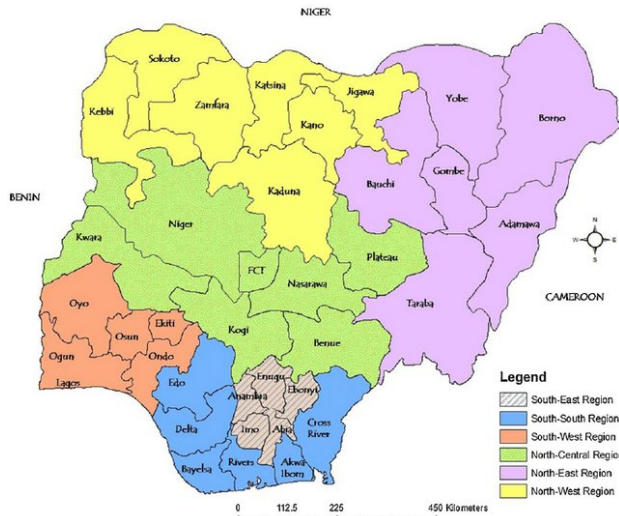 NIGER
Sokoto
Katsina
Jigawa
Yobe
Borno
Kebbi
Zamfara
Kano
Bauchi
Gombe
Kaduna
BENIN
Adamawa
Niger
Kwara
Plateau
FCT
Nasarawa
N
W
E
S
Taraba
CAMEROON
Oyo
Kogi
Benue
Ekiti
Osun
Ogun
Ondo
Lagos
Edo
Enugu
Ebonyi
Anambra
Delta
Imo
Abia
Cross
River
Bayelsa
Rivers
Akwa
Ibom
Legend
South-East Region
South-South Region
South-West Region
North-Central Region
North-East Region
North-West Region
0 112.5 225 450 Kilometers